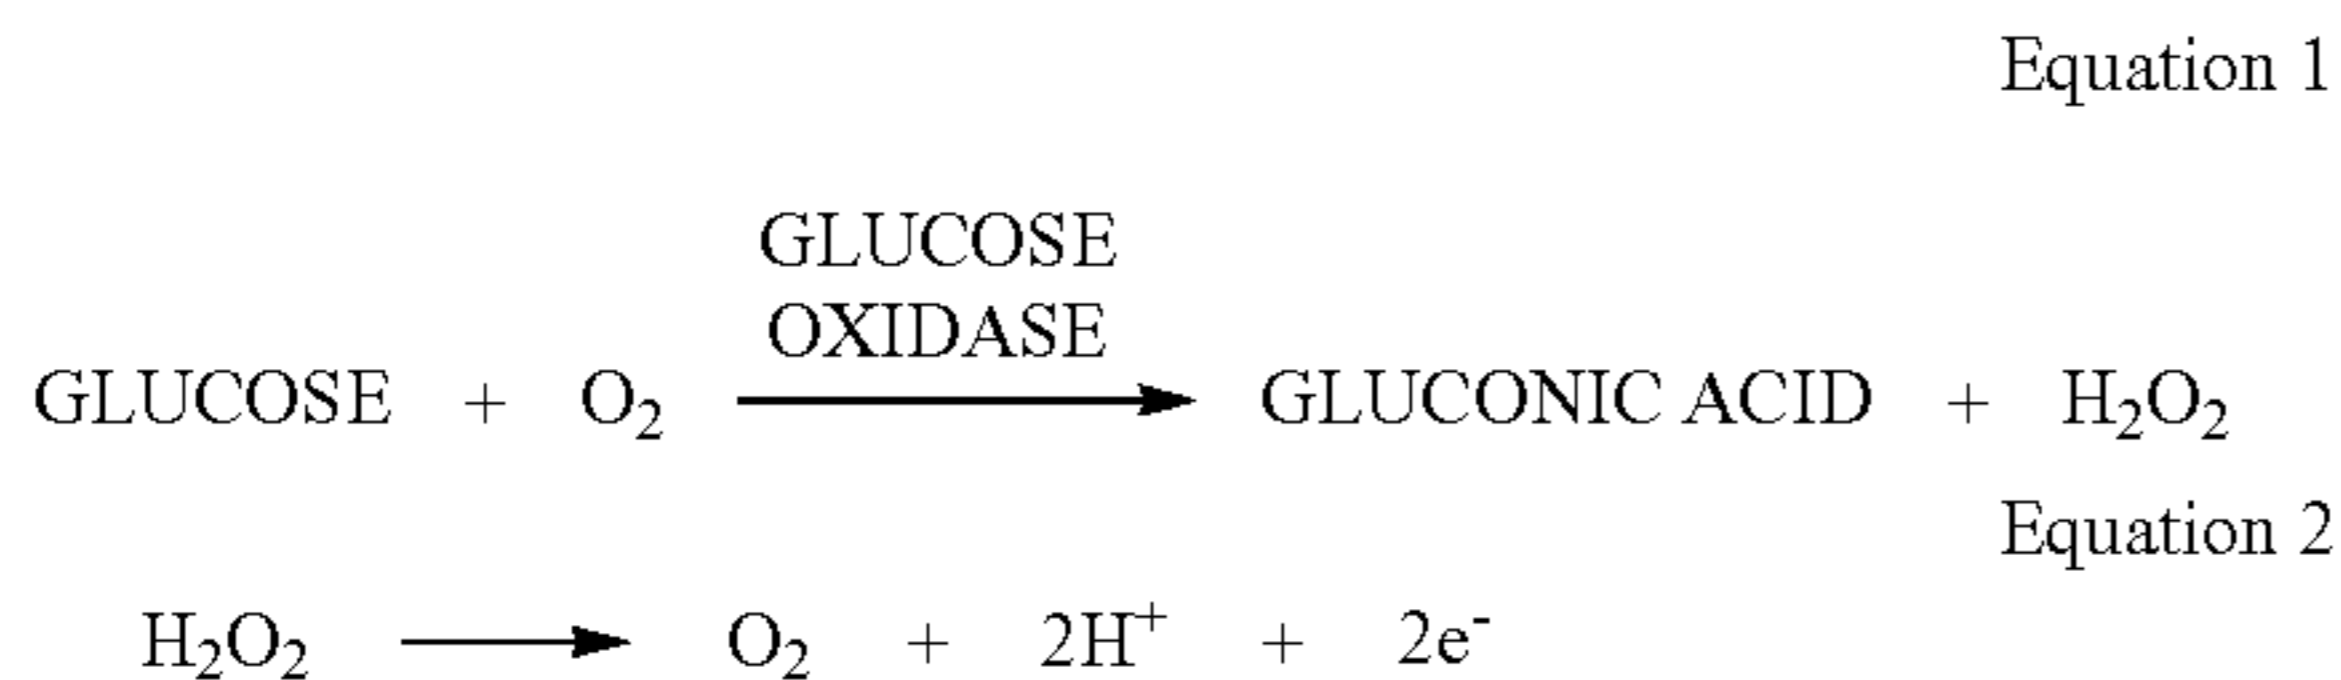 Equation 1
GLUCOSE
OXIDASE
GLUCOSE + O₂ ⟶ GLUCONIC ACID + H₂O₂
Equation 2
H₂O₂ ⟶ O₂ + 2H⁺ + 2e⁻